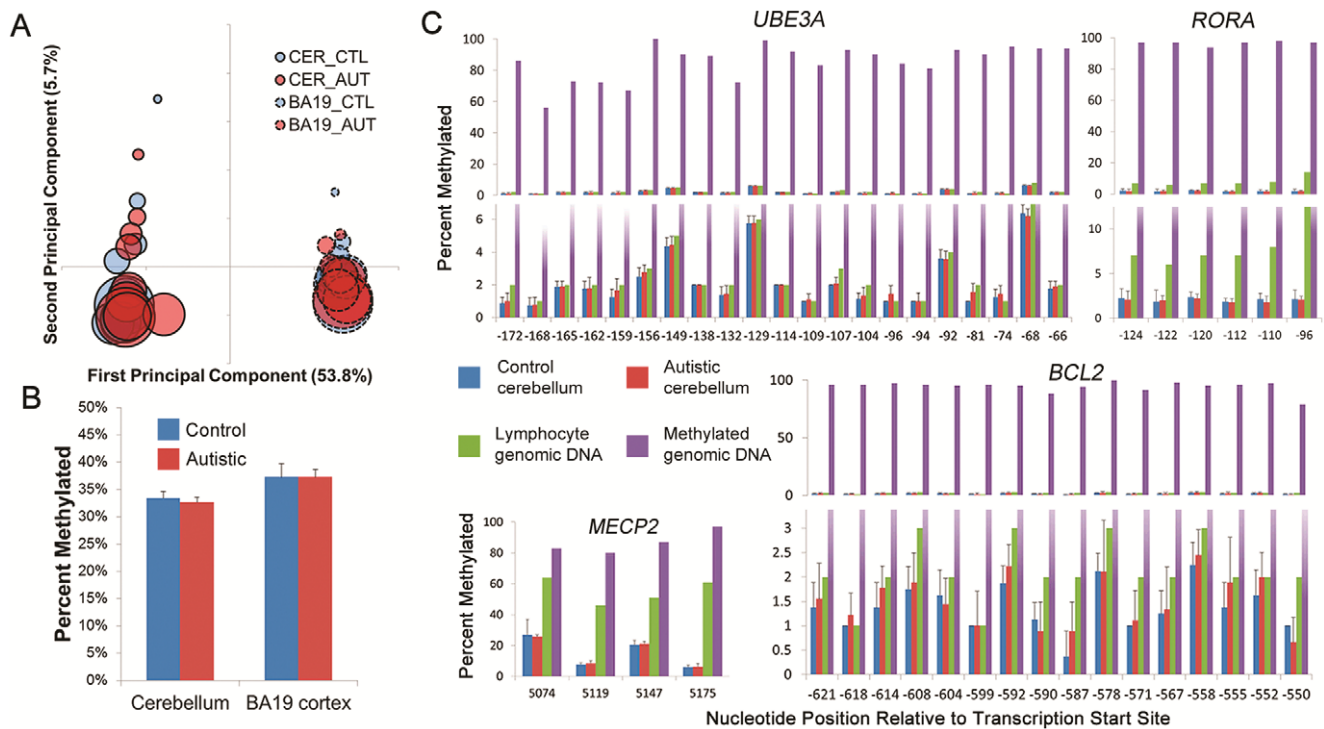 A
Second Principal Component (5.7%)
CER_CTL
CER_AUT
BA19_CTL
BA19_AUT
First Principal Component (53.8%)
B
Percent Methylated
50%
45%
40%
35%
30%
25%
20%
15%
10%
5%
0%
Control
Autistic
Cerebellum BA19 cortex
C
UBE3A
Percent Methylated
100
80
60
40
20
0
6
4
2
0
-172 -168 -165 -162 -159 -156 -149 -138 -132 -129 -114 -109 -107 -104 -96 -94 -92 -81 -74 -68 -66
RORA
100
80
60
40
20
0
10
5
0
-124 -122 -120 -112 -110 -96
Control cerebellum
Autistic cerebellum
Lymphocyte genomic DNA
Methylated genomic DNA
MECP2
Percent Methylated
100
80
60
40
20
0
5074 5119 5147 5175
BCL2
100
50
0
3
2.5
2
1.5
1
0.5
0
-621 -618 -614 -608 -604 -599 -592 -590 -587 -578 -571 -567 -558 -555 -552 -550
Nucleotide Position Relative to Transcription Start Site